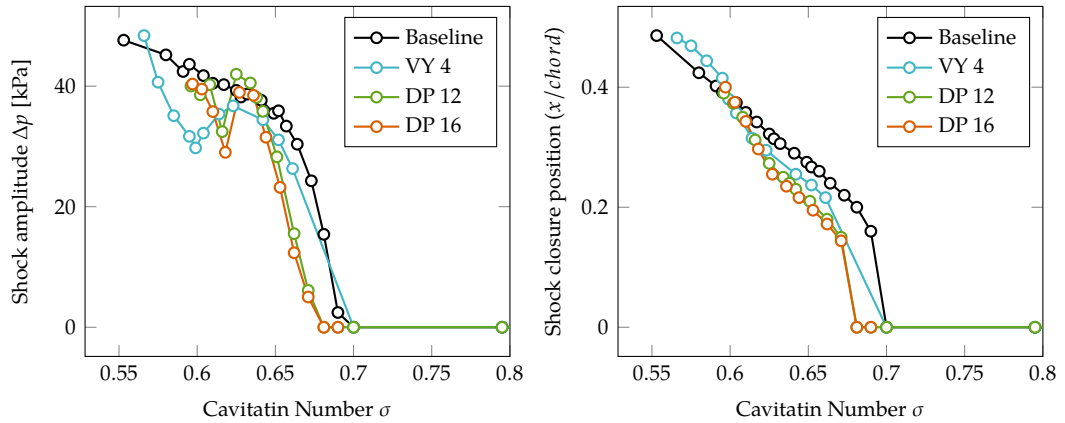 Shock amplitude Δp [kPa]
40
20
0
0.55 0.6 0.65 0.7 0.75 0.8
Cavitatin Number σ
Baseline
VY 4
DP 12
DP 16
Shock closure position (x/chord)
0.4
0.2
0
0.55 0.6 0.65 0.7 0.75 0.8
Cavitatin Number σ
Baseline
VY 4
DP 12
DP 16